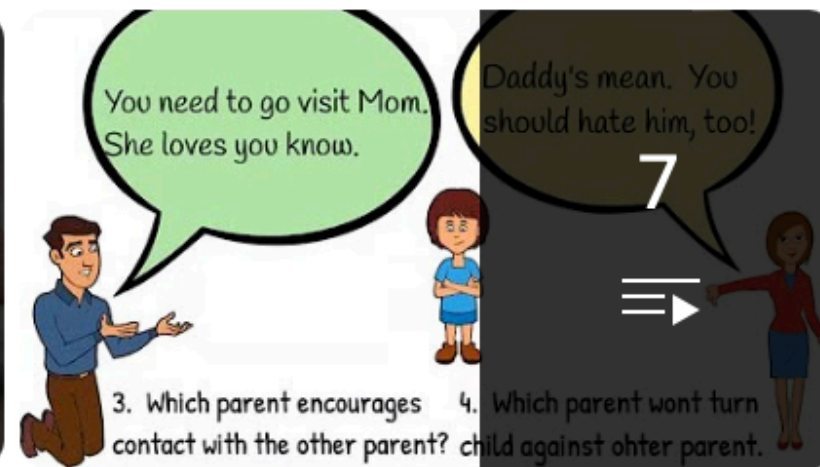 You need to go visit Mom.
She loves you know.
Daddy's mean. You
should hate him, too!
7
3. Which parent encourages
contact with the other parent?
4. Which parent wont turn
child against ohter parent.